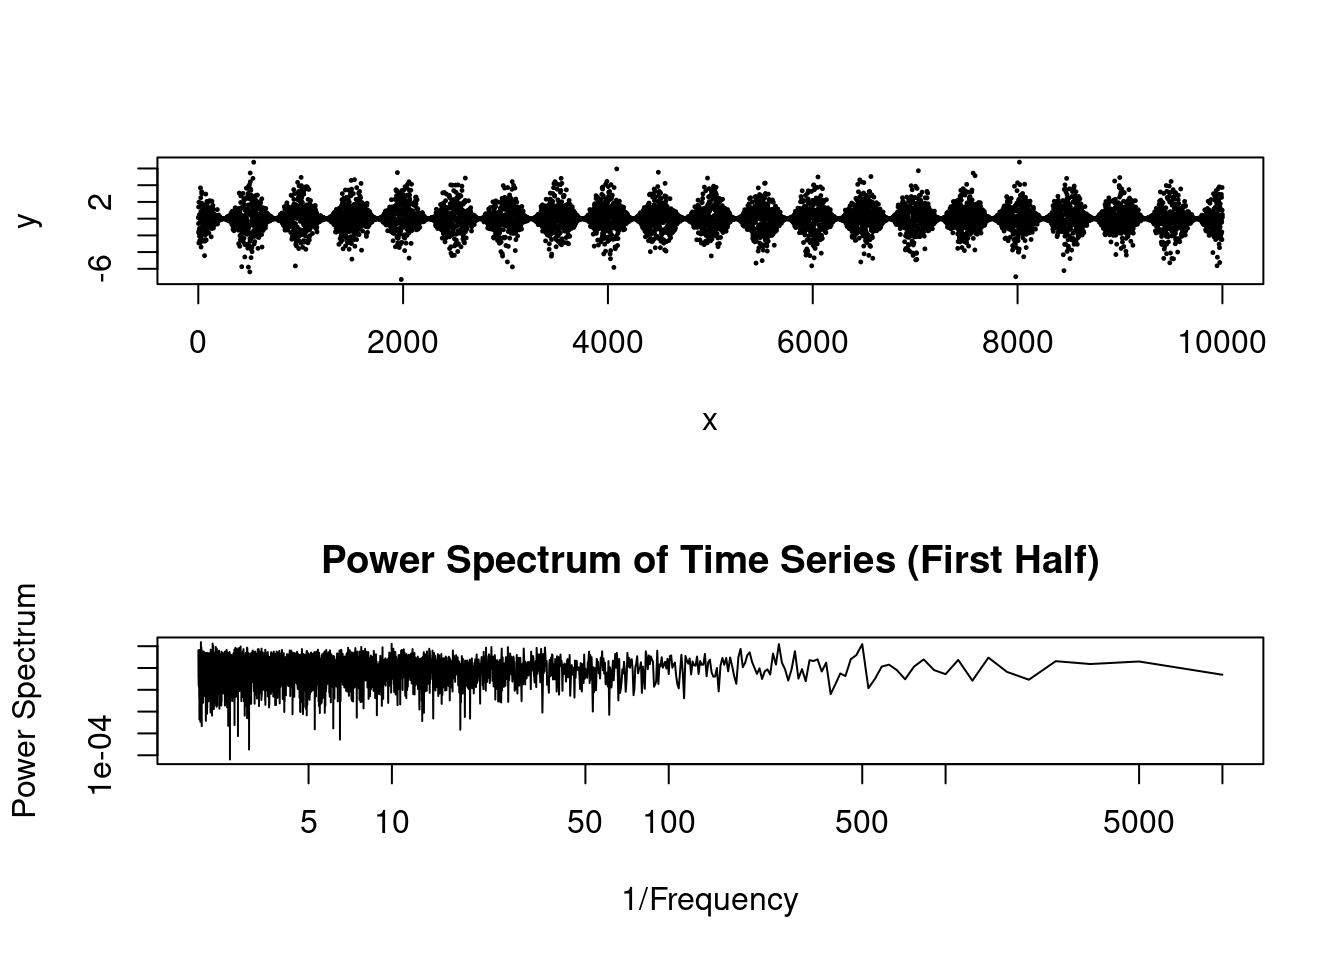 y
2
-6
0 2000 4000 6000 8000 10000
x
Power Spectrum of Time Series (First Half)
Power Spectrum
1e-04
5 10 50 100 500 5000
1/Frequency